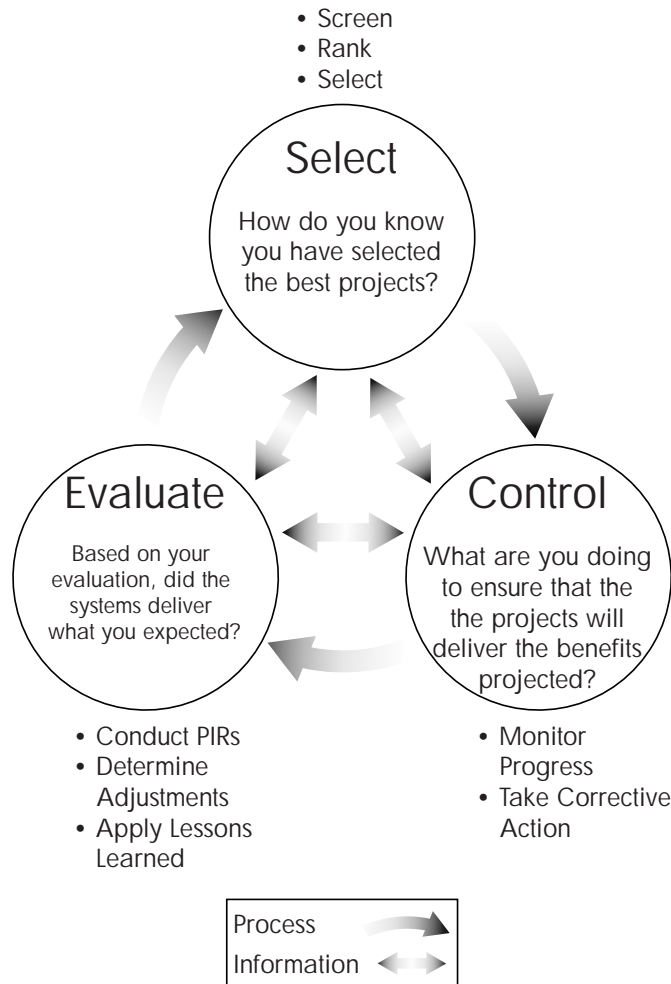 • Screen
• Rank
• Select
Select
How do you know
you have selected
the best projects?
Evaluate
Based on your
evaluation, did the
systems deliver
what you expected?
Control
What are you doing
to ensure that the
the projects will
deliver the benefits
projected?
• Conduct PIRs
• Determine
Adjustments
• Apply Lessons
Learned
• Monitor
Progress
• Take Corrective
Action
Process
Information